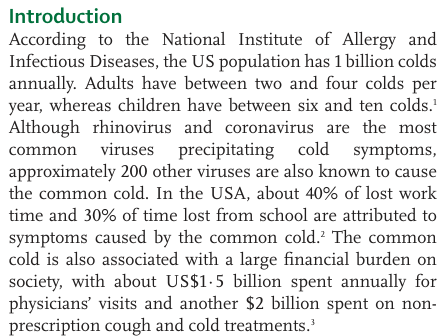 Introduction
According to the National Institute of Allergy and
Infectious Diseases, the US population has 1 billion colds
annually. Adults have between two and four colds per
year, whereas children have between six and ten colds.¹
Although rhinovirus and coronavirus are the most
common viruses precipitating cold symptoms,
approximately 200 other viruses are also known to cause
the common cold. In the USA, about 40% of lost work
time and 30% of time lost from school are attributed to
symptoms caused by the common cold.² The common
cold is also associated with a large financial burden on
society, with about US$1·5 billion spent annually for
physicians’ visits and another $2 billion spent on non-
prescription cough and cold treatments.³